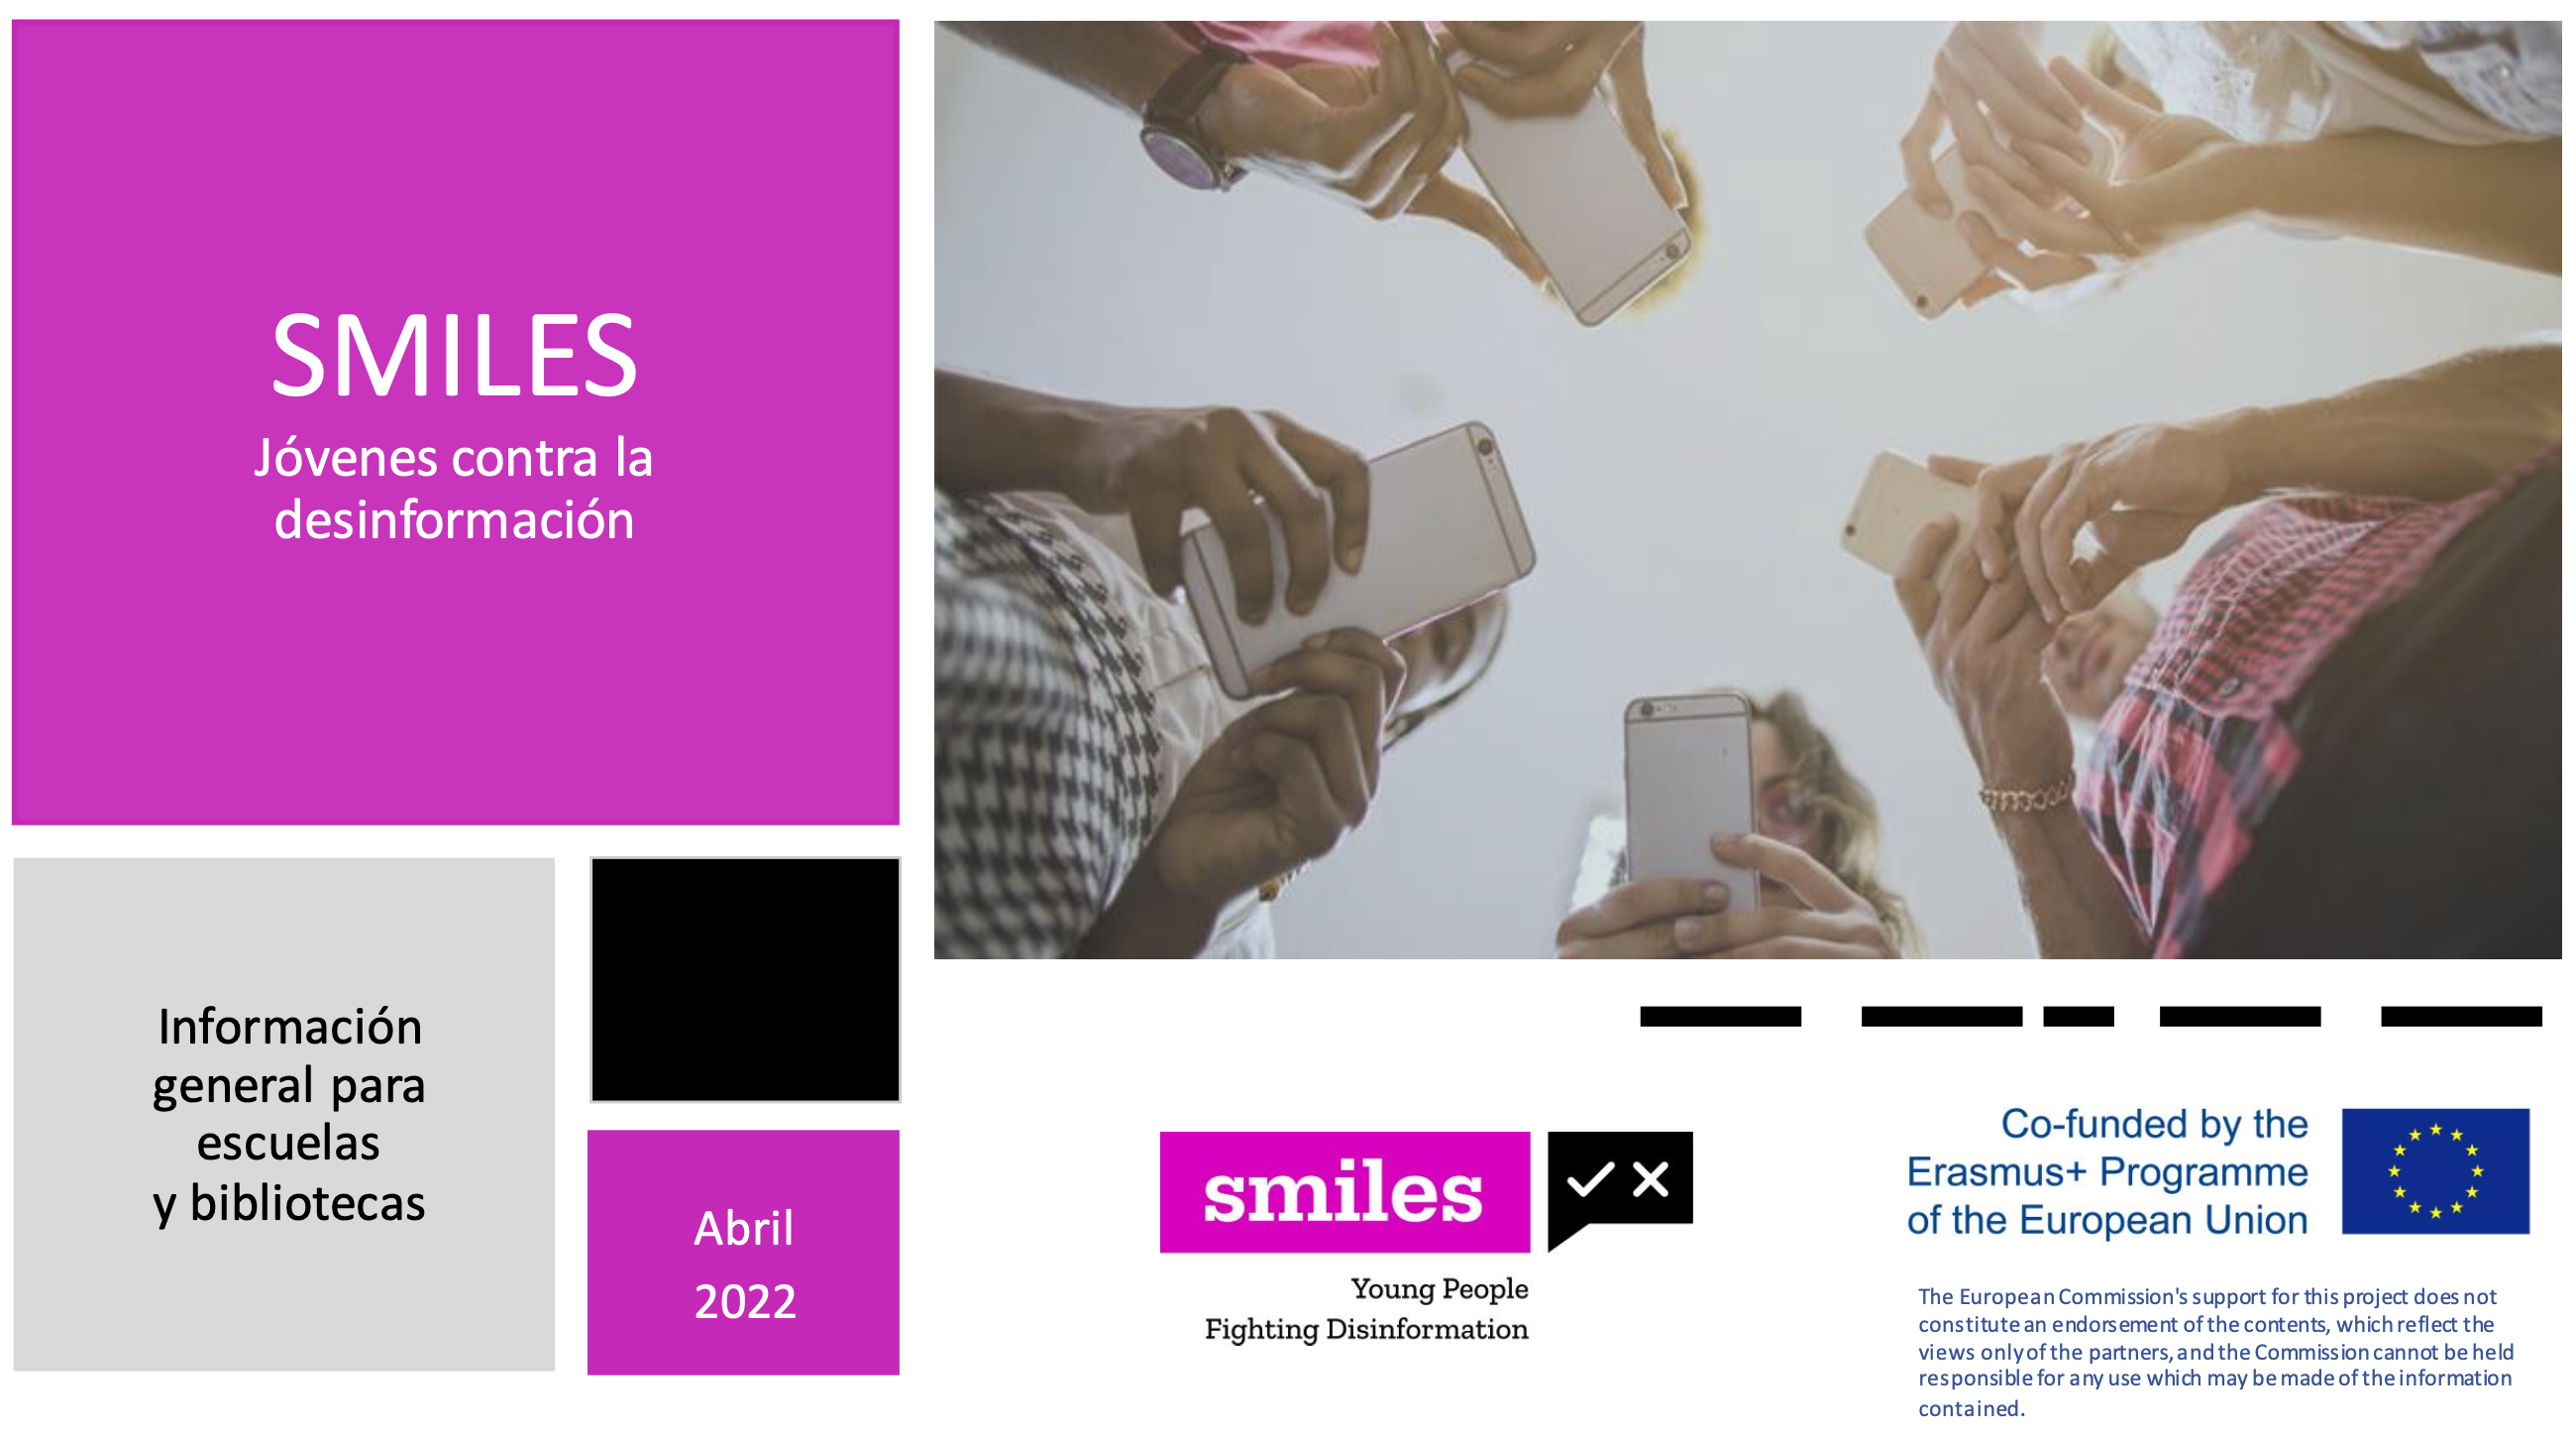 SMILES
Jóvenes contra la
desinformación
Información
general para
escuelas
y bibliotecas
Abril
2022
smiles
Young People
Fighting Disinformation
Co-funded by the
Erasmus+ Programme
of the European Union
The European Commission's support for this project does not
constitute an endorsement of the contents, which reflect the
views only of the partners, and the Commission cannot be held
responsible for any use which may be made of the information
contained.